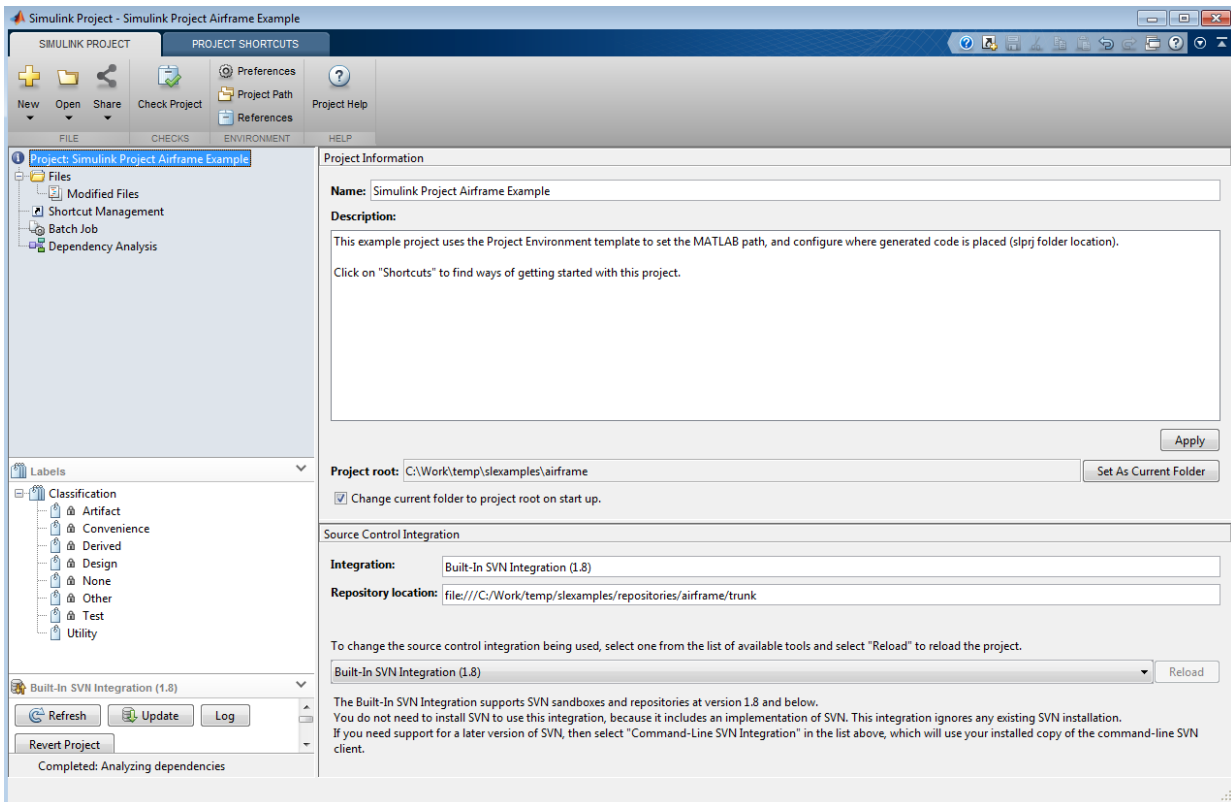 Simulink Project - Simulink Project Airframe Example
SIMULINK PROJECT
PROJECT SHORTCUTS
New
Open
Share
Check Project
Preferences
Project Path
References
Project Help
FILE
CHECKS
ENVIRONMENT
HELP
Project: Simulink Project Airframe Example
Files
Modified Files
Shortcut Management
Batch Job
Dependency Analysis
Labels
Classification
Artifact
Convenience
Derived
Design
None
Other
Test
Utility
Built-In SVN Integration (1.8)
Refresh
Update
Log
Revert Project
Completed: Analyzing dependencies
Project Information
Name: Simulink Project Airframe Example
Description:
This example project uses the Project Environment template to set the MATLAB path, and configure where generated code is placed (slprj folder location).
Click on "Shortcuts" to find ways of getting started with this project.
Apply
Project root: C:\Work\temp\slexamples\airframe
Set As Current Folder
Change current folder to project root on start up.
Source Control Integration
Integration: Built-In SVN Integration (1.8)
Repository location: file:///C:/Work/temp/slexamples/repositories/airframe/trunk
To change the source control integration being used, select one from the list of available tools and select "Reload" to reload the project.
Built-In SVN Integration (1.8)
Reload
The Built-In SVN Integration supports SVN sandboxes and repositories at version 1.8 and below.
You do not need to install SVN to use this integration, because it includes an implementation of SVN. This integration ignores any existing SVN installation.
If you need support for a later version of SVN, then select "Command-Line SVN Integration" in the list above, which will use your installed copy of the command-line SVN
client.